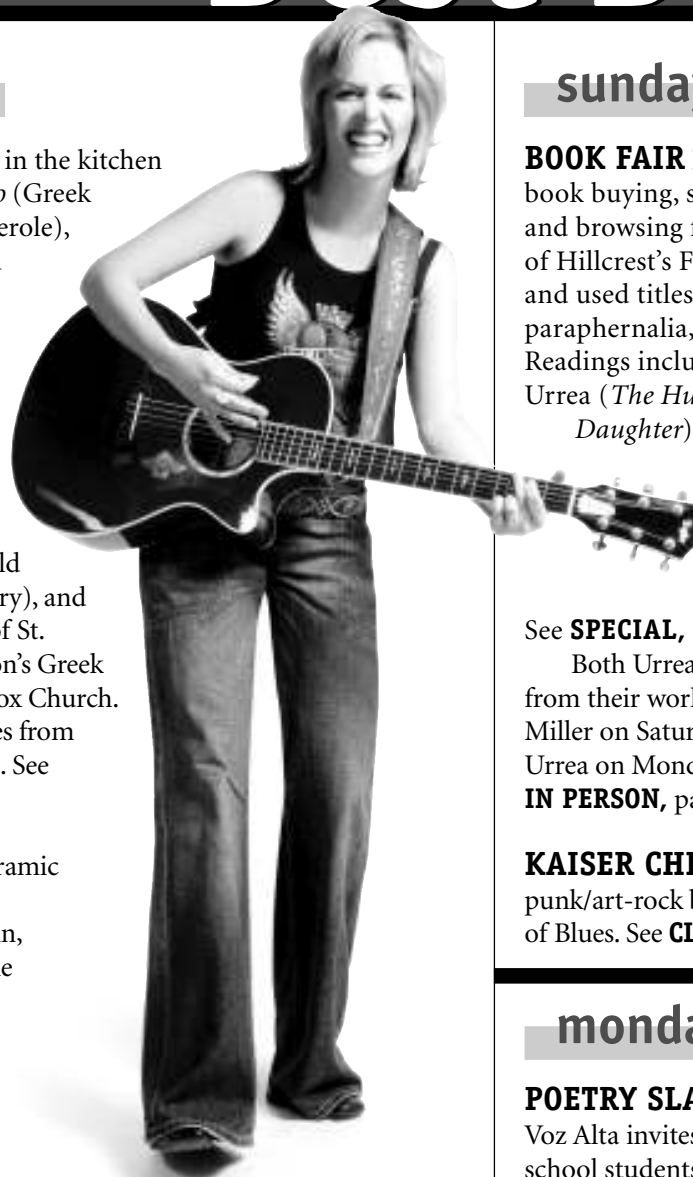 in the kitchen
(Greek
erole),
ld
ry), and
of St.
on's Greek
ox Church.
es from
. See
ramic
n,
e
sunda
BOOK FAIR
book buying, s
and browsing
of Hillcrest's F
and used titles
paraphernalia,
Readings inclu
Urrea (The Hu
Daughter)
See SPECIAL,
Both Urrea
from their wor
Miller on Satur
Urrea on Mond
IN PERSON, pa
KAISER CHI
punk/art-rock b
of Blues. See CL
monda
POETRY SLA
Voz Alta invites
school students